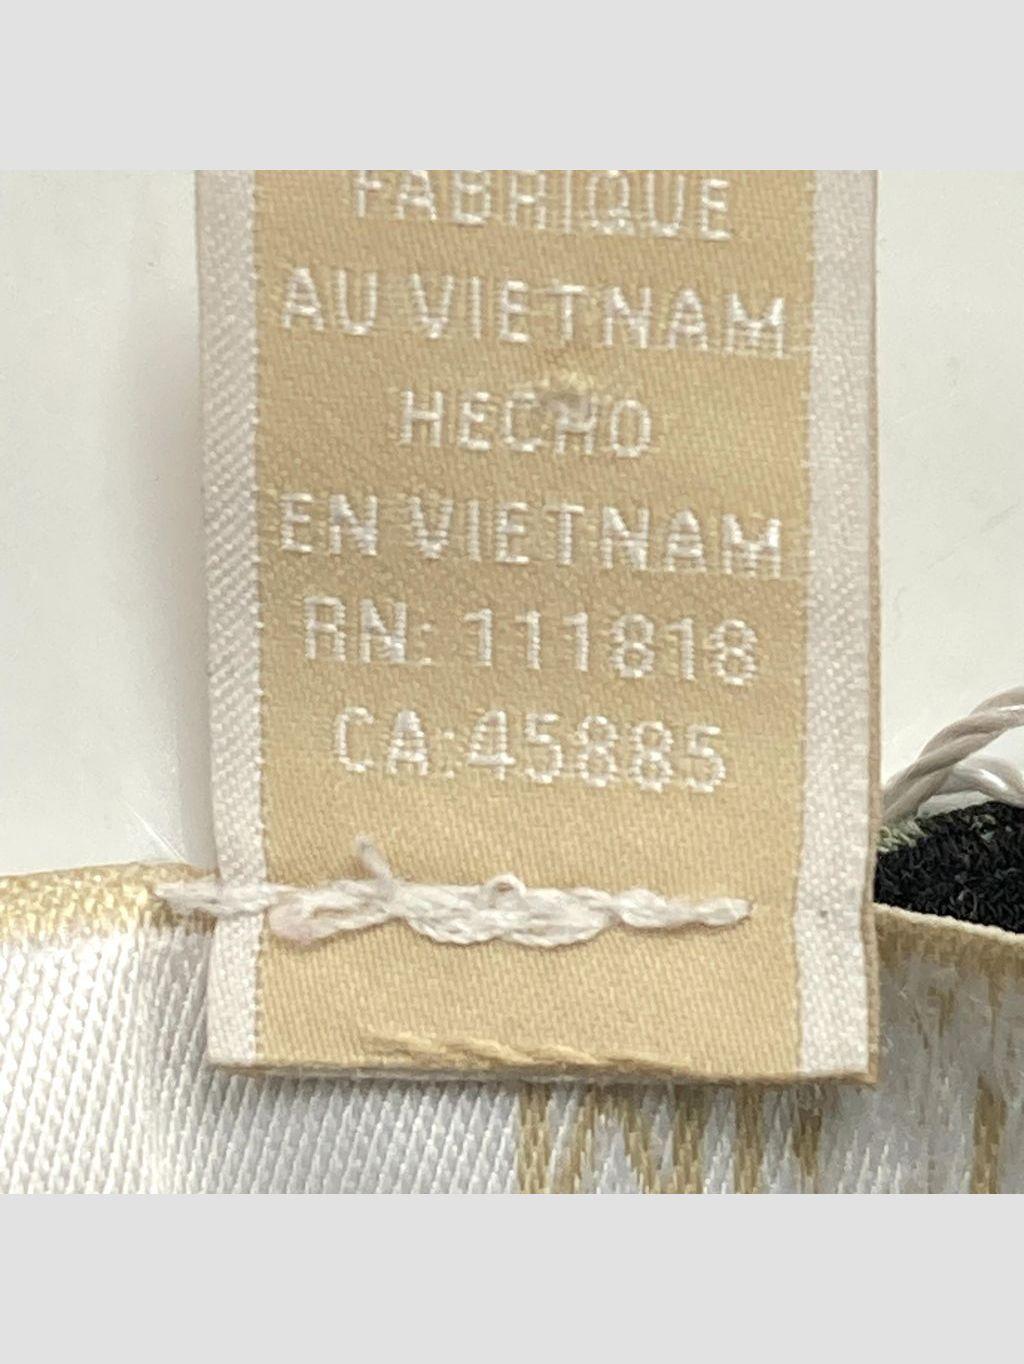 FABRIQUE
AU VIETNAM
HECHO
EN VIETNAM
RN: 111818
CA:45885